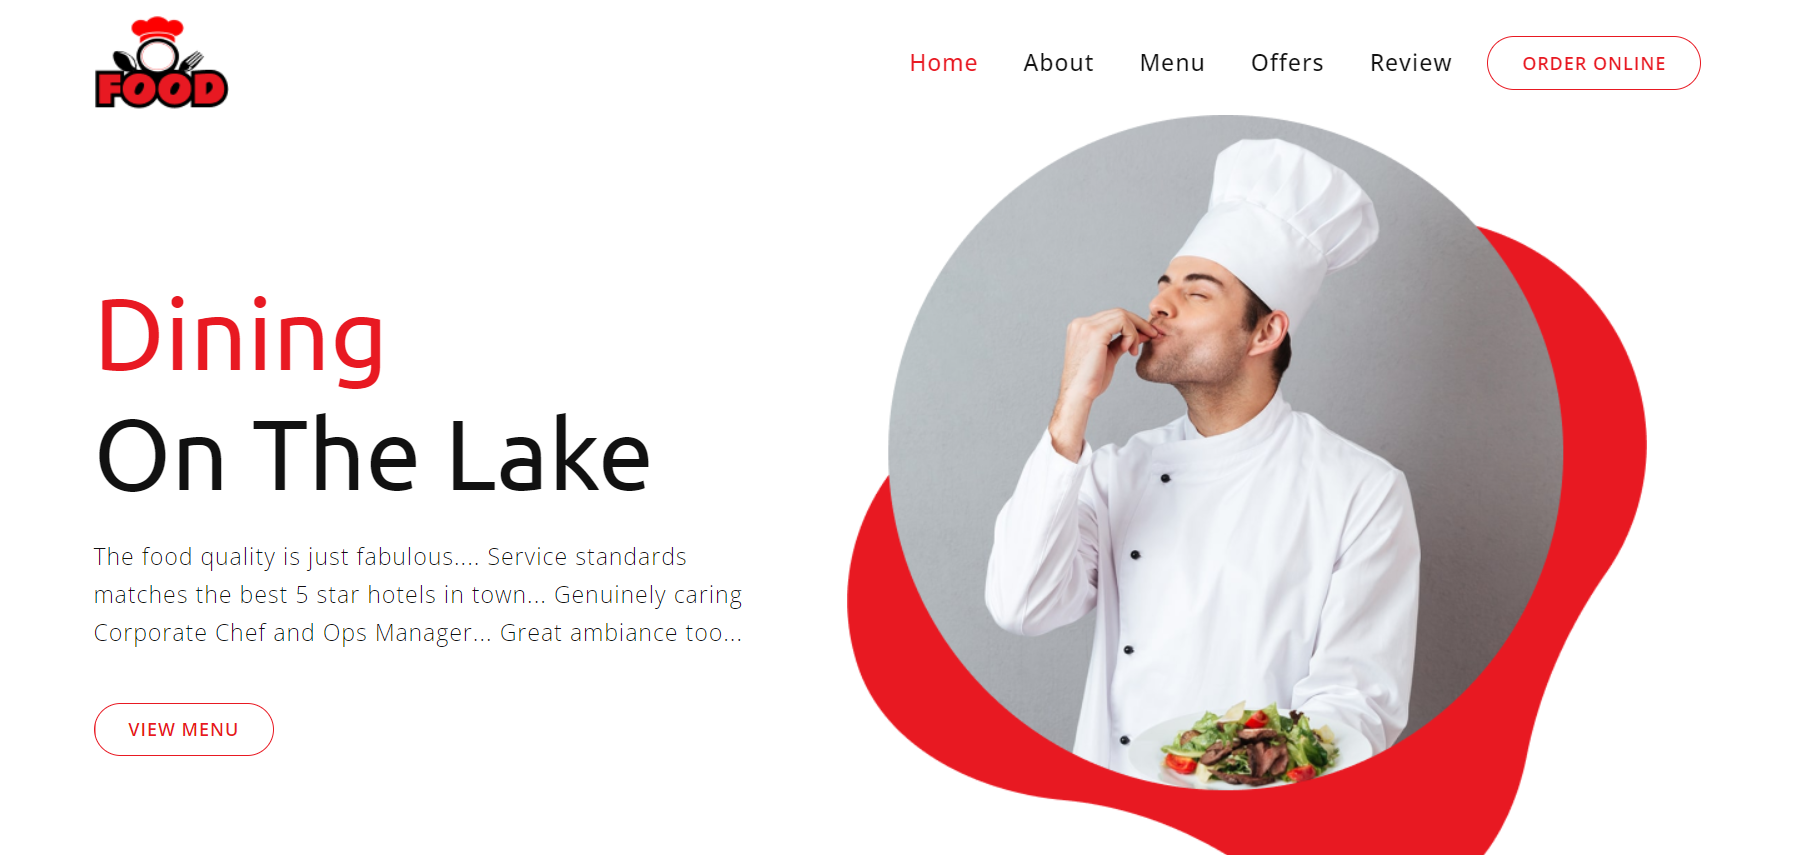 FOOD
Home About Menu Offers Review ORDER ONLINE
Dining
On The Lake
The food quality is just fabulous.... Service standards
matches the best 5 star hotels in town... Genuinely caring
Corporate Chef and Ops Manager... Great ambiance too...
VIEW MENU